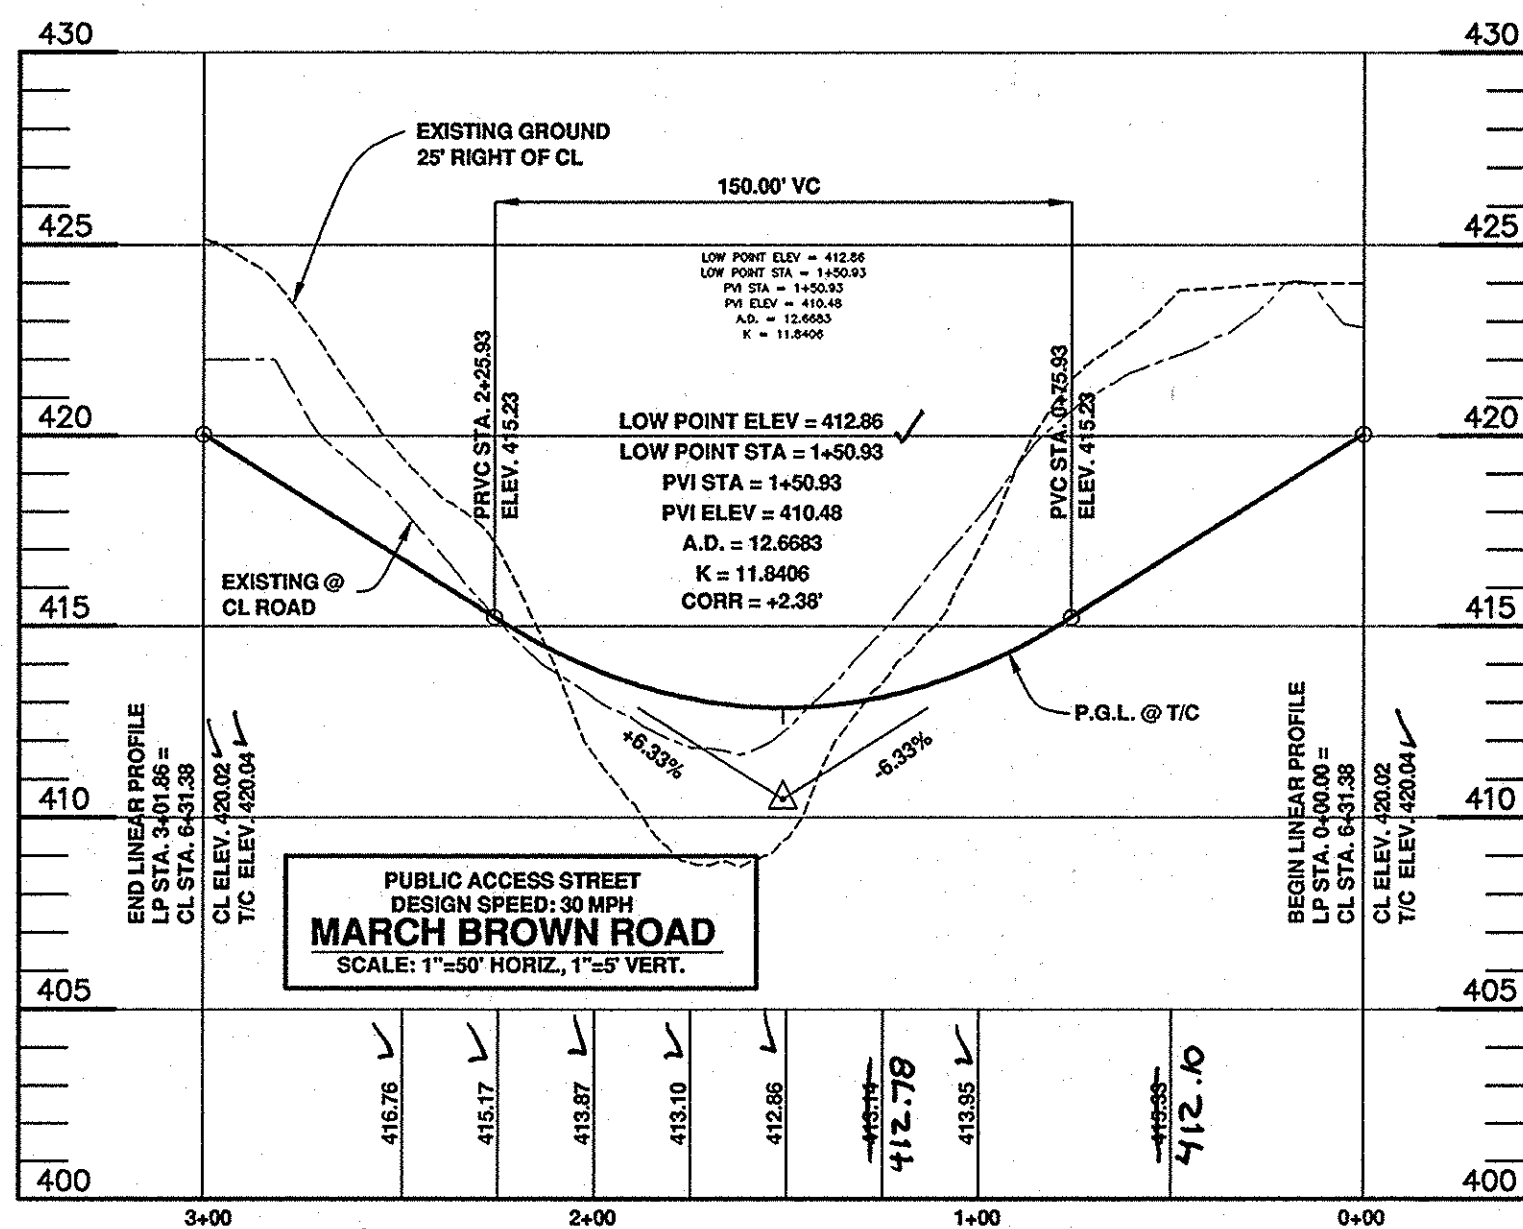 430
430
EXISTING GROUND
25' RIGHT OF CL
150.00' VC
425
425
LOW POINT ELEV = 412.86
LOW POINT STA = 1+50.93
PVI STA = 1+50.93
PVI ELEV = 410.48
A.D. = 12.6683
K = 11.8406
PRVC STA. 2+25.93
ELEV. 415.23
PVC STA. 0+75.93
ELEV. 415.23
420
420
LOW POINT ELEV = 412.86
LOW POINT STA = 1+50.93
PVI STA = 1+50.93
PVI ELEV = 410.48
A.D. = 12.6683
K = 11.8406
CORR = +2.38'
EXISTING @
CL ROAD
415
415
P.G.L. @ T/C
+6.33%
-6.33%
END LINEAR PROFILE
LP STA. 3+01.86 =
CL STA. 6+31.38
CL ELEV. 420.02
T/C ELEV. 420.04
BEGIN LINEAR PROFILE
LP STA. 0+00.00 =
CL STA. 6+31.38
CL ELEV. 420.02
T/C ELEV. 420.04
410
410
PUBLIC ACCESS STREET
DESIGN SPEED: 30 MPH
MARCH BROWN ROAD
SCALE: 1"=50' HORIZ., 1"=5' VERT.
405
405
416.76
415.17
413.87
413.10
412.86
413.14
412.78
413.95
412.10
400
400
3+00
2+00
1+00
0+00